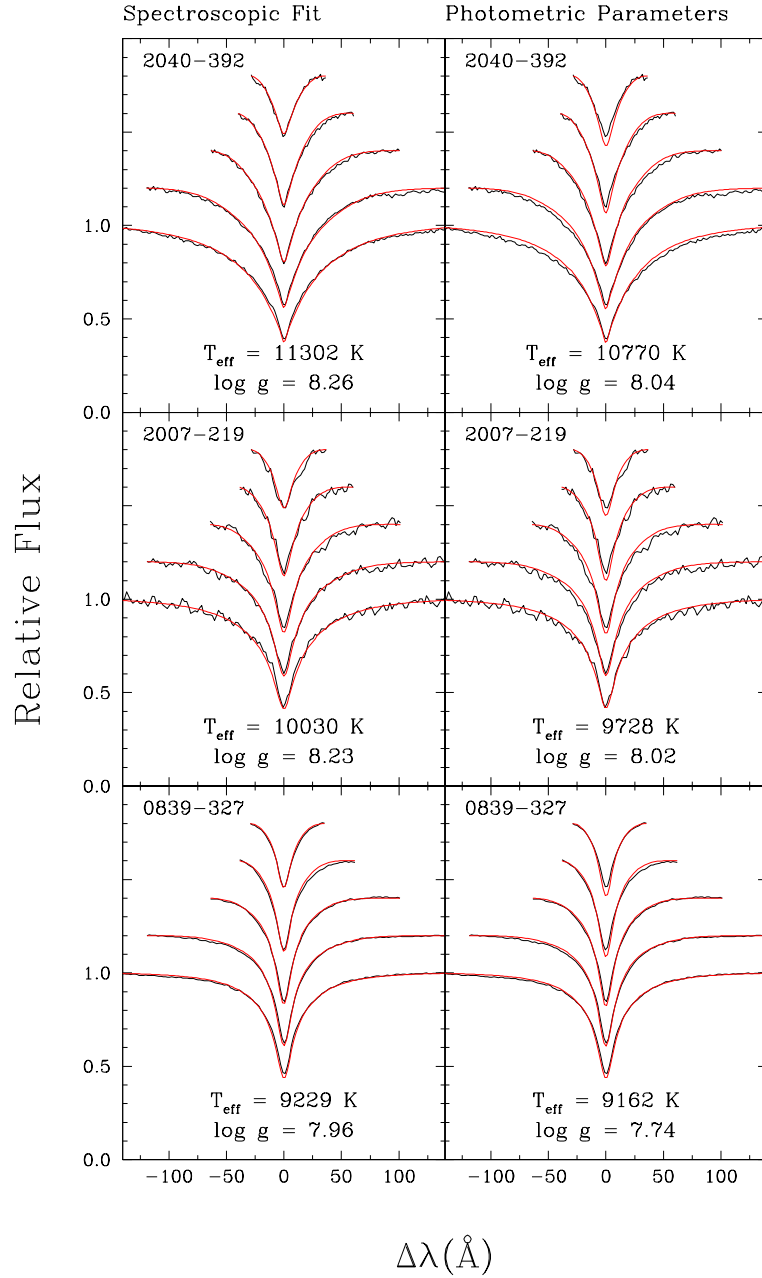 Spectroscopic Fit
Photometric Parameters
2040-392
2040-392
1.0
0.5
0.0
T_eff = 11302 K
log g = 8.26
T_eff = 10770 K
log g = 8.04
2007-219
2007-219
1.0
0.5
0.0
T_eff = 10030 K
log g = 8.23
T_eff = 9728 K
log g = 8.02
0839-327
0839-327
1.0
0.5
0.0
T_eff = 9229 K
log g = 7.96
T_eff = 9162 K
log g = 7.74
-100 -50 0 50 100
-100 -50 0 50 100
Relative Flux
Δλ(Å)